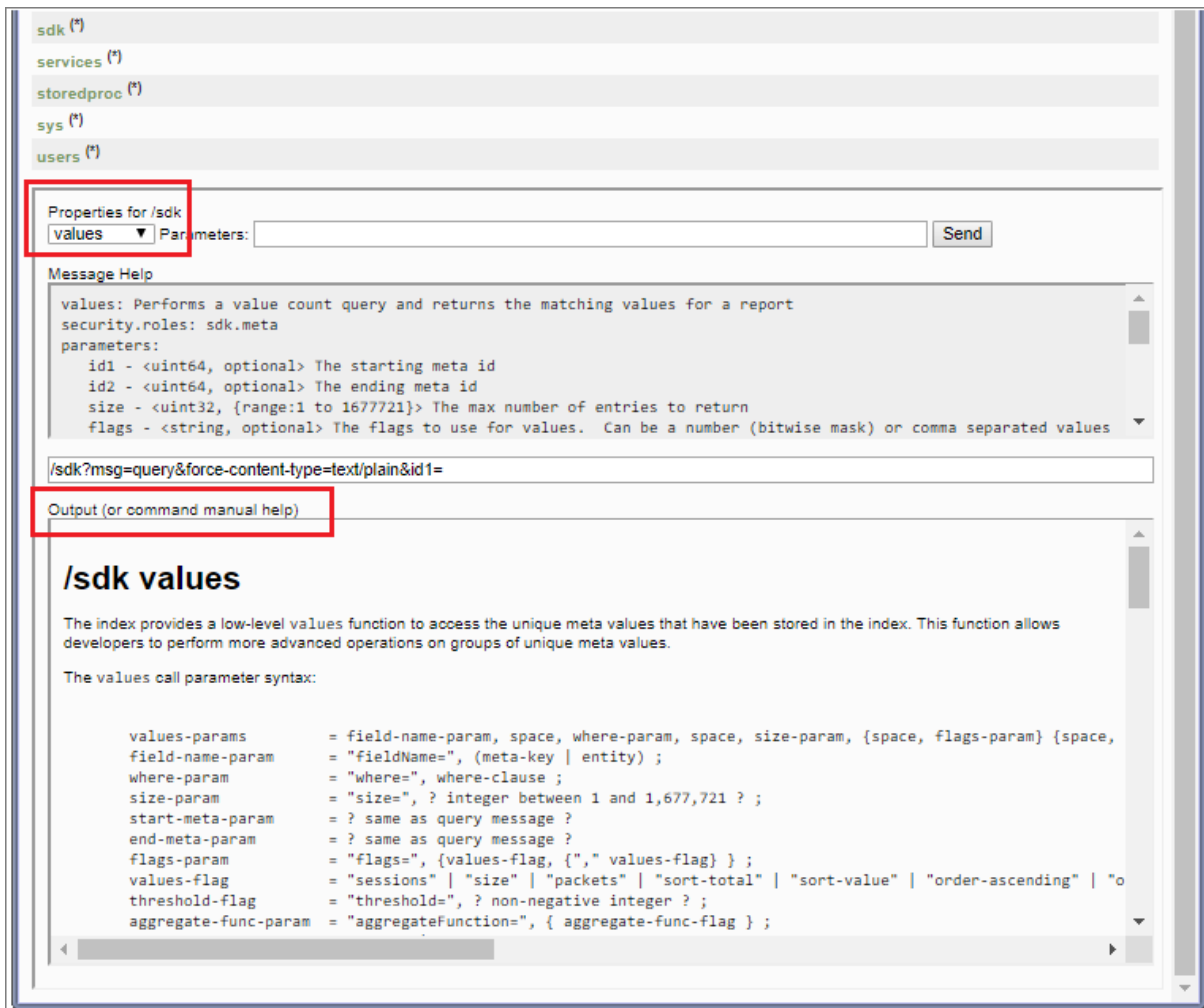 sdk (*)
services (*)
storedproc (*)
sys (*)
users (*)
Properties for /sdk
values ▼ Parameters: Send
Message Help
values: Performs a value count query and returns the matching values for a report
security.roles: sdk.meta
parameters:
id1 - <uint64, optional> The starting meta id
id2 - <uint64, optional> The ending meta id
size - <uint32, {range:1 to 1677721}> The max number of entries to return
flags - <string, optional> The flags to use for values.  Can be a number (bitwise mask) or comma separated values
/sdk?msg=query&force-content-type=text/plain&id1=
Output (or command manual help)
/sdk values
The index provides a low-level values function to access the unique meta values that have been stored in the index. This function allows
developers to perform more advanced operations on groups of unique meta values.
The values call parameter syntax:
values-params = field-name-param, space, where-param, space, size-param, {space, flags-param} {space,
field-name-param = "fieldName=", (meta-key | entity) ;
where-param = "where=", where-clause ;
size-param = "size=", ? integer between 1 and 1,677,721 ? ;
start-meta-param = ? same as query message ?
end-meta-param = ? same as query message ?
flags-param = "flags=", {values-flag, {"," values-flag} } ;
values-flag = "sessions" | "size" | "packets" | "sort-total" | "sort-value" | "order-ascending" | "o
threshold-flag = "threshold=", ? non-negative integer ? ;
aggregate-func-param = "aggregateFunction=", { aggregate-func-flag } ;